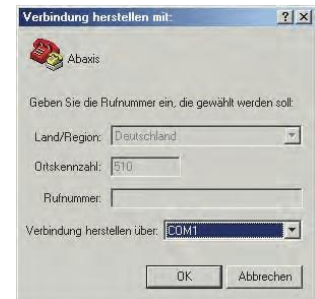 Verbindung herstellen mit:
Abaxis
Geben Sie die Rufnummer ein, die gewählt werden soll:
Land/Region: Deutschland
Ortskennzahl: 510
Rufnummer:
Verbindung herstellen über: COM1
OK Abbrechen